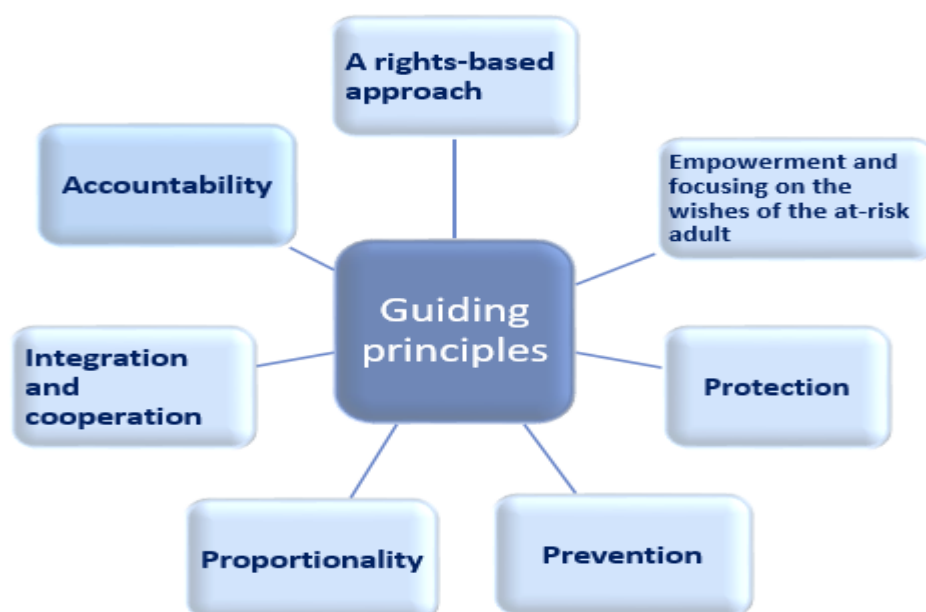 A rights-based
approach
Accountability
Empowerment and
focusing on the
wishes of the at-risk
adult
Guiding
principles
Integration
and
cooperation
Protection
Proportionality
Prevention